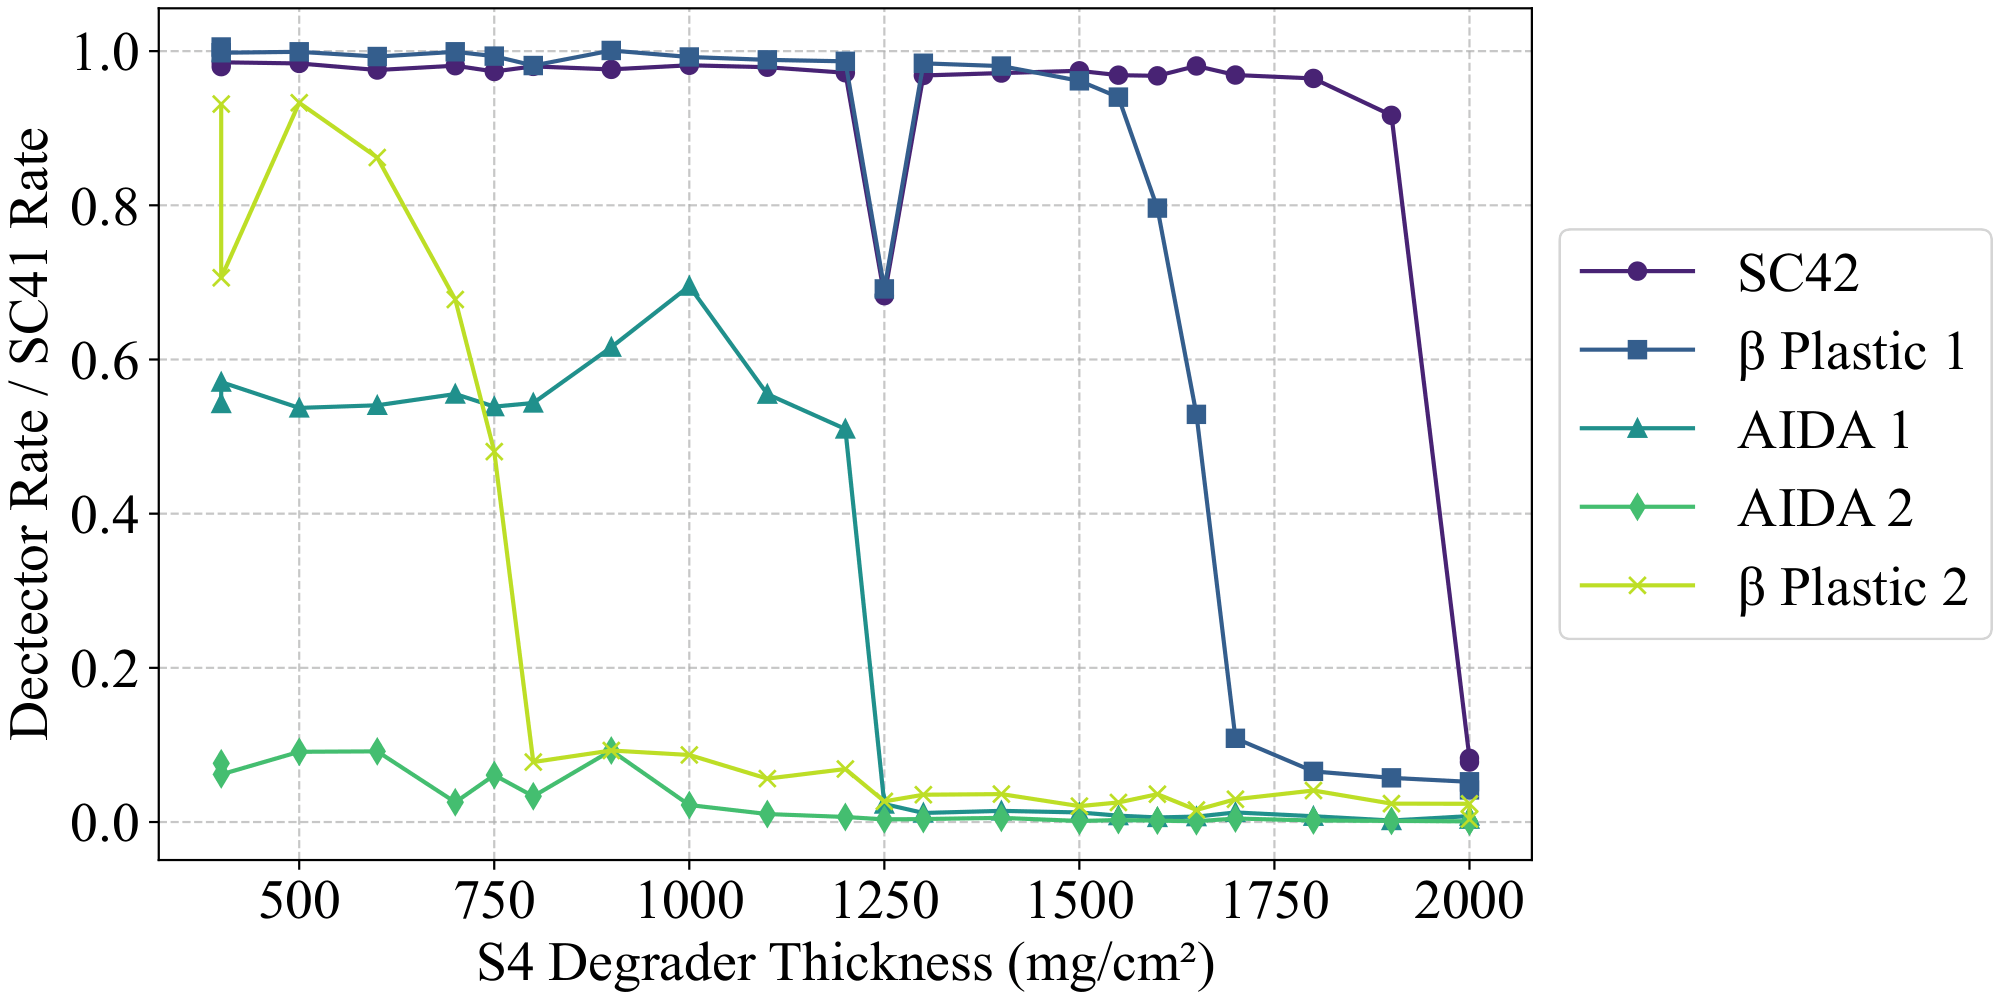 1.0
0.8
0.6
0.4
0.2
0.0
Dectector Rate / SC41 Rate
500 750 1000 1250 1500 1750 2000
S4 Degrader Thickness (mg/cm²)
SC42
β Plastic 1
AIDA 1
AIDA 2
β Plastic 2